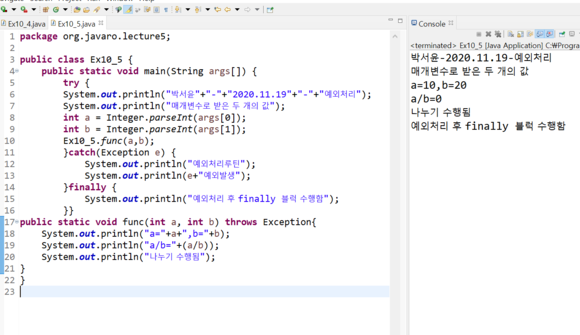 Ex10_4.java Ex10_5.java
1 package org.javaro.lecture5;
2
3 public class Ex10_5 {
4 public static void main(String args[]) {
5 try {
6 System.out.println("박서윤"+"-"+"2020.11.19"+"-"+"예외처리");
7 System.out.println("매개변수로 받은 두 개의 값");
8 int a = Integer.parseInt(args[0]);
9 int b = Integer.parseInt(args[1]);
10 Ex10_5.func(a,b);
11 }catch(Exception e) {
12 System.out.println("예외처리루틴");
13 System.out.println(e+"예외발생");
14 }finally {
15 System.out.println("예외처리 후 finally 블럭 수행함");
16 }}
17 public static void func(int a, int b) throws Exception{
18 System.out.println("a="+a+",b="+b);
19 System.out.println("a/b="+(a/b));
20 System.out.println("나누기 수행됨");
21 }
22 }
23
Console
<terminated> Ex10_5 [Java Application] C:₩Progra
박서윤-2020.11.19-예외처리
매개변수로 받은 두 개의 값
a=10,b=20
a/b=0
나누기 수행됨
예외처리 후 finally 블럭 수행함